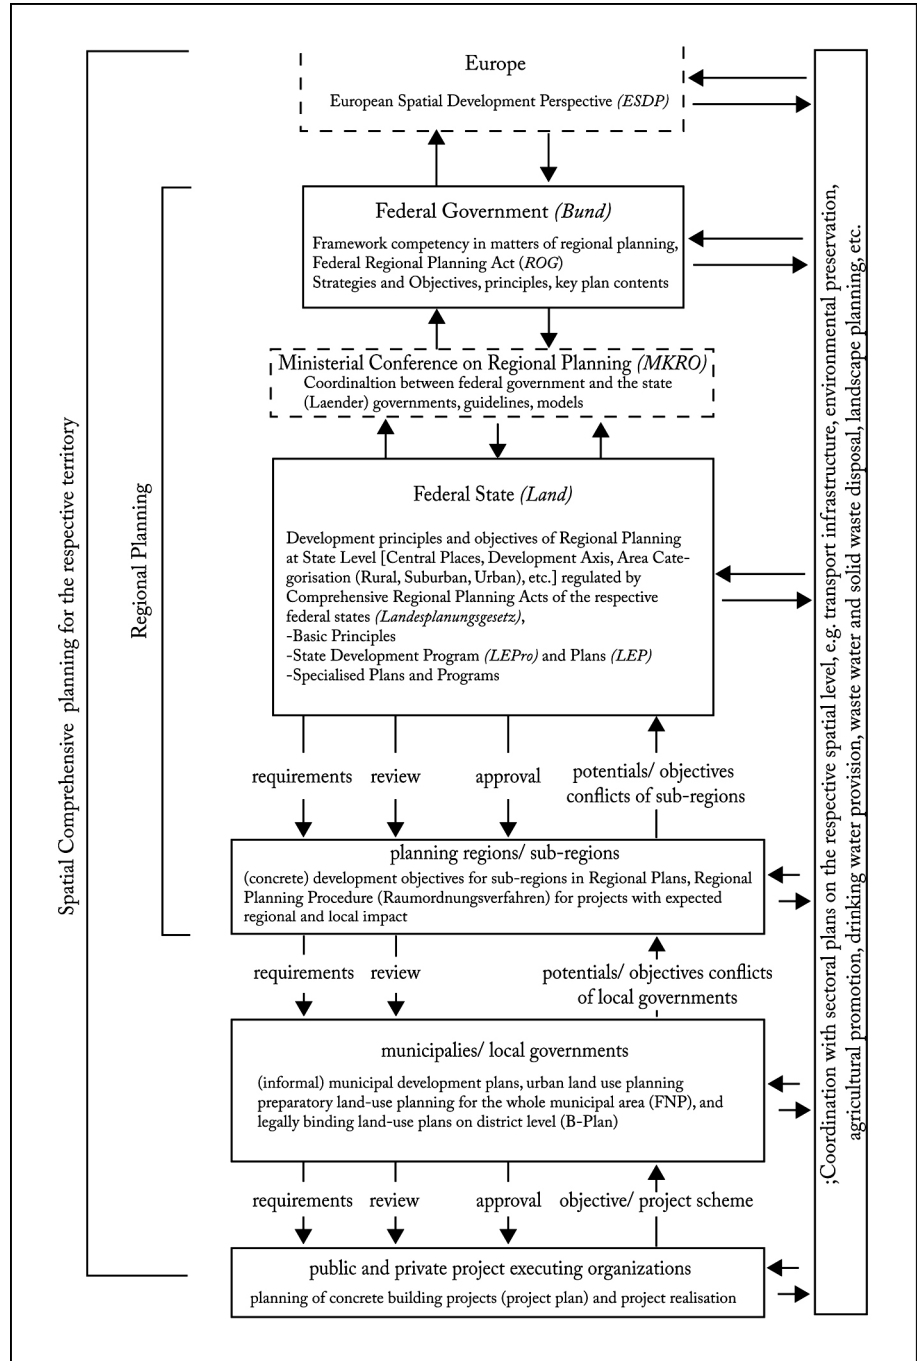 Europe
European Spatial Development Perspective (ESDP)
Federal Government (Bund)
Framework competency in matters of regional planning,
Federal Regional Planning Act (ROG)
Strategies and Objectives, principles, key plan contents
Ministerial Conference on Regional Planning (MKRO)
Coordinaltion between federal government and the state
(Laender) governments, guidelines, models
Federal State (Land)
Development principles and objectives of Regional Planning
at State Level [Central Places, Development Axis, Area Cate-
gorisation (Rural, Suburban, Urban), etc.] regulated by
Comprehensive Regional Planning Acts of the respective
federal states (Landesplanungsgesetz),
-Basic Principles
-State Development Program (LEPro) and Plans (LEP)
-Specialised Plans and Programs
requirements
review
approval
potentials/ objectives
conflicts of sub-regions
planning regions/ sub-regions
(concrete) development objectives for sub-regions in Regional Plans, Regional
Planning Procedure (Raumordnungsverfahren) for projects with expected
regional and local impact
requirements
review
potentials/ objectives conflicts
of local governments
municipalies/ local governments
(informal) municipal development plans, urban land use planning
preparatory land-use planning for the whole municipal area (FNP), and
legally binding land-use plans on district level (B-Plan)
requirements
review
approval
objective/ project scheme
public and private project executing organizations
planning of concrete building projects (project plan) and project realisation
Spatial Comprehensive planning for the respective territory
Regional Planning
;Coordination with sectoral plans on the respective spatial level, e.g. transport infrastructure, environmental preservation,
agricultural promotion, drinking water provision, waste water and solid waste disposal, landscape planning, etc.